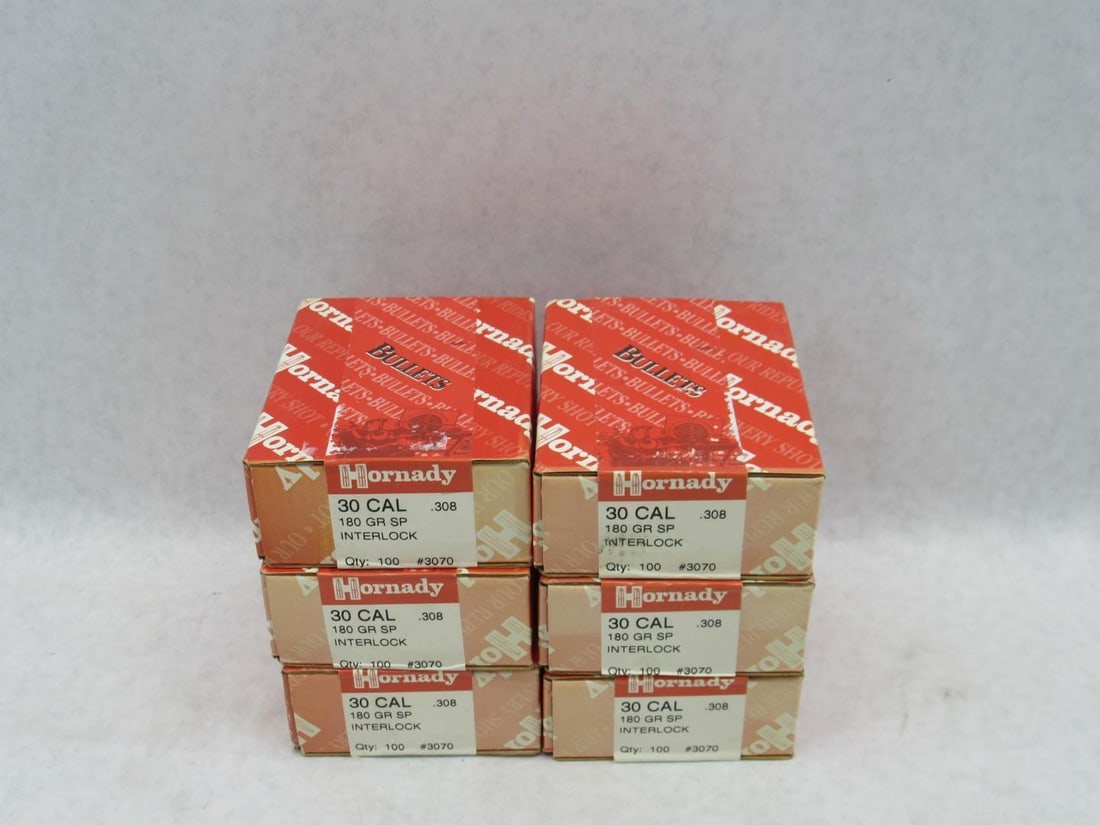 BULLETS
Hornady
30 CAL .308
180 GR SP
INTERLOCK
Qty: 100 #3070
BULLETS
Hornady
30 CAL .308
180 GR SP
INTERLOCK
Qty: 100 #3070
Hornady
30 CAL .308
180 GR SP
INTERLOCK
Qty: 100 #3070
Hornady
30 CAL .308
180 GR SP
INTERLOCK
Qty: 100 #3070
Hornady
30 CAL .308
180 GR SP
INTERLOCK
Qty: 100 #3070
Hornady
30 CAL .308
180 GR SP
INTERLOCK
Qty: 100 #3070